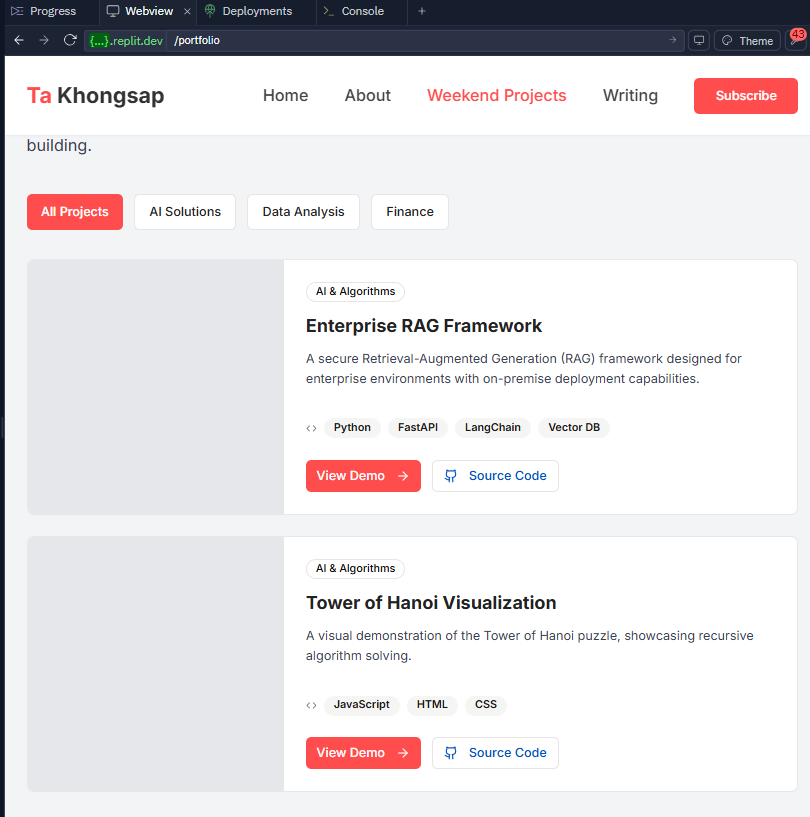 Progress
Webview
Deployments
Console
{...}.replit.dev /portfolio
Theme
43
Ta Khongsap
Home
About
Weekend Projects
Writing
Subscribe
building.
All Projects
AI Solutions
Data Analysis
Finance
AI & Algorithms
Enterprise RAG Framework
A secure Retrieval-Augmented Generation (RAG) framework designed for
enterprise environments with on-premise deployment capabilities.
Python
FastAPI
LangChain
Vector DB
View Demo
Source Code
AI & Algorithms
Tower of Hanoi Visualization
A visual demonstration of the Tower of Hanoi puzzle, showcasing recursive
algorithm solving.
JavaScript
HTML
CSS
View Demo
Source Code